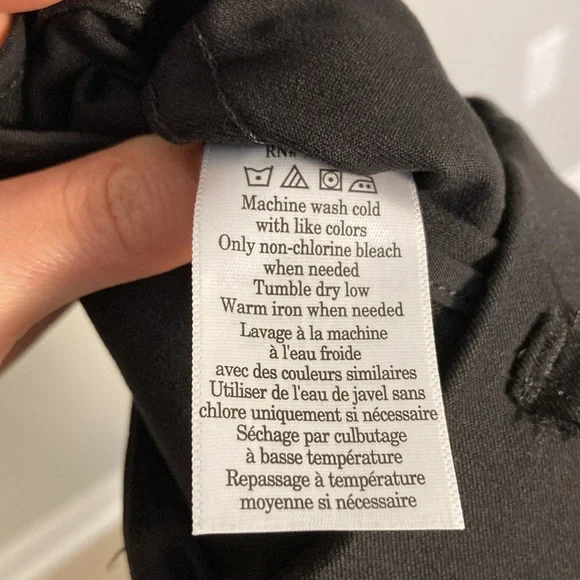 RN#
Machine wash cold
with like colors
Only non-chlorine bleach
when needed
Tumble dry low
Warm iron when needed
Lavage à la machine
à l'eau froide
avec des couleurs similaires
Utiliser de l'eau de javel sans
chlore uniquement si nécessaire
Séchage par culbutage
à basse température
Repassage à température
moyenne si nécessaire